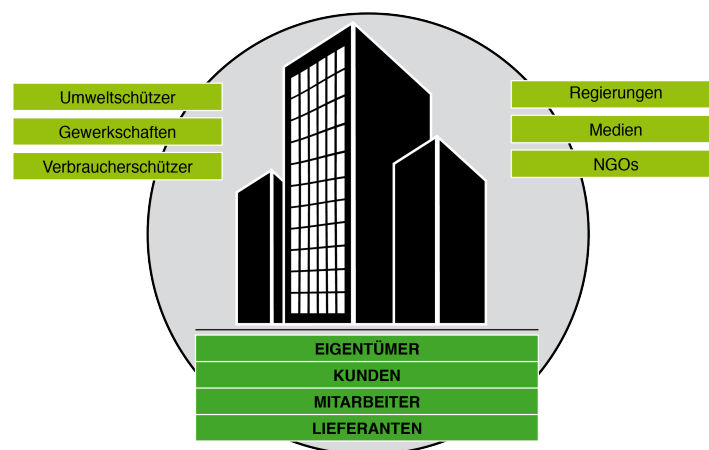 Umweltschützer
Gewerkschaften
Verbraucherschützer
Regierungen
Medien
NGOs
EIGENTÜMER
KUNDEN
MITARBEITER
LIEFERANTEN